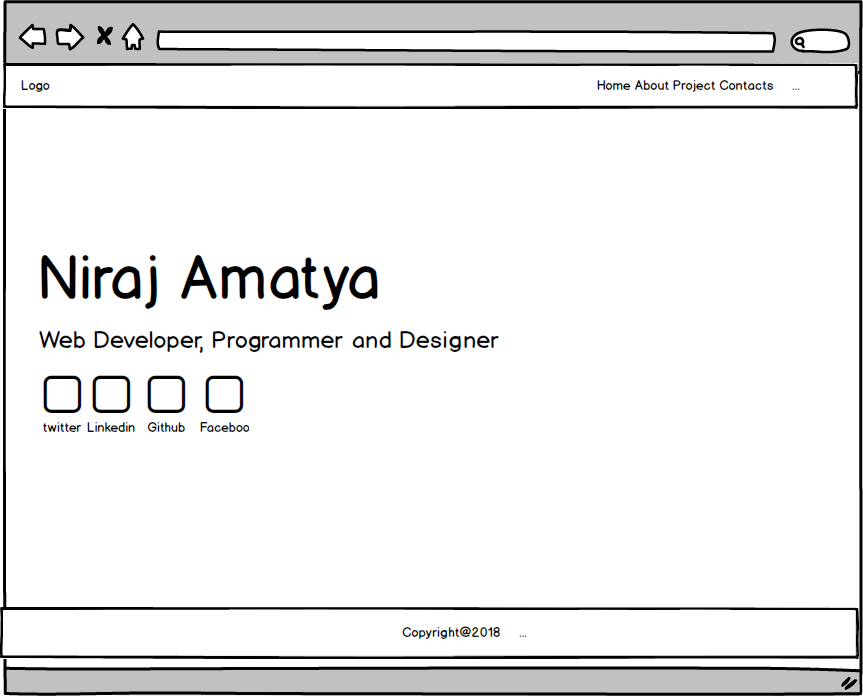 Logo
Home About Project Contacts ...
Niraj Amatya
Web Developer, Programmer and Designer
twitter Linkedin Github Faceboo
Copyright@2018 ...